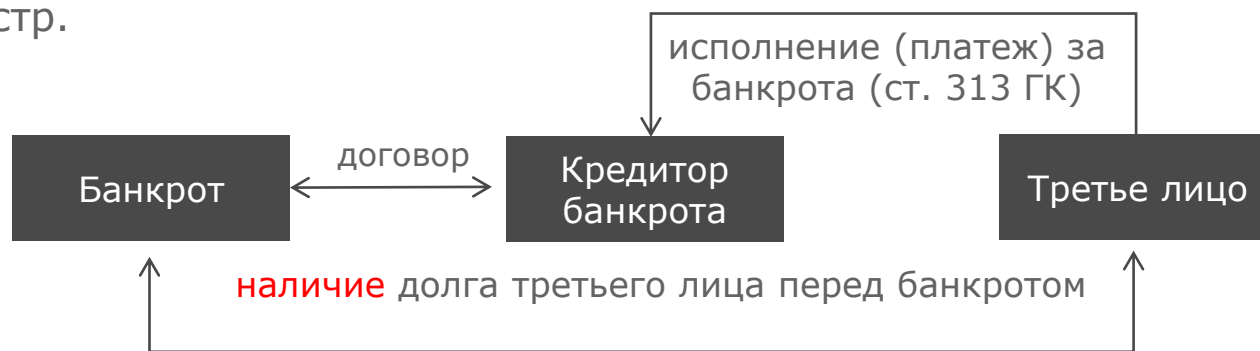 стр.
исполнение (платеж) за
банкрота (ст. 313 ГК)
договор
Банкрот
Кредитор
банкрота
Третье лицо
наличие долга третьего лица перед банкротом